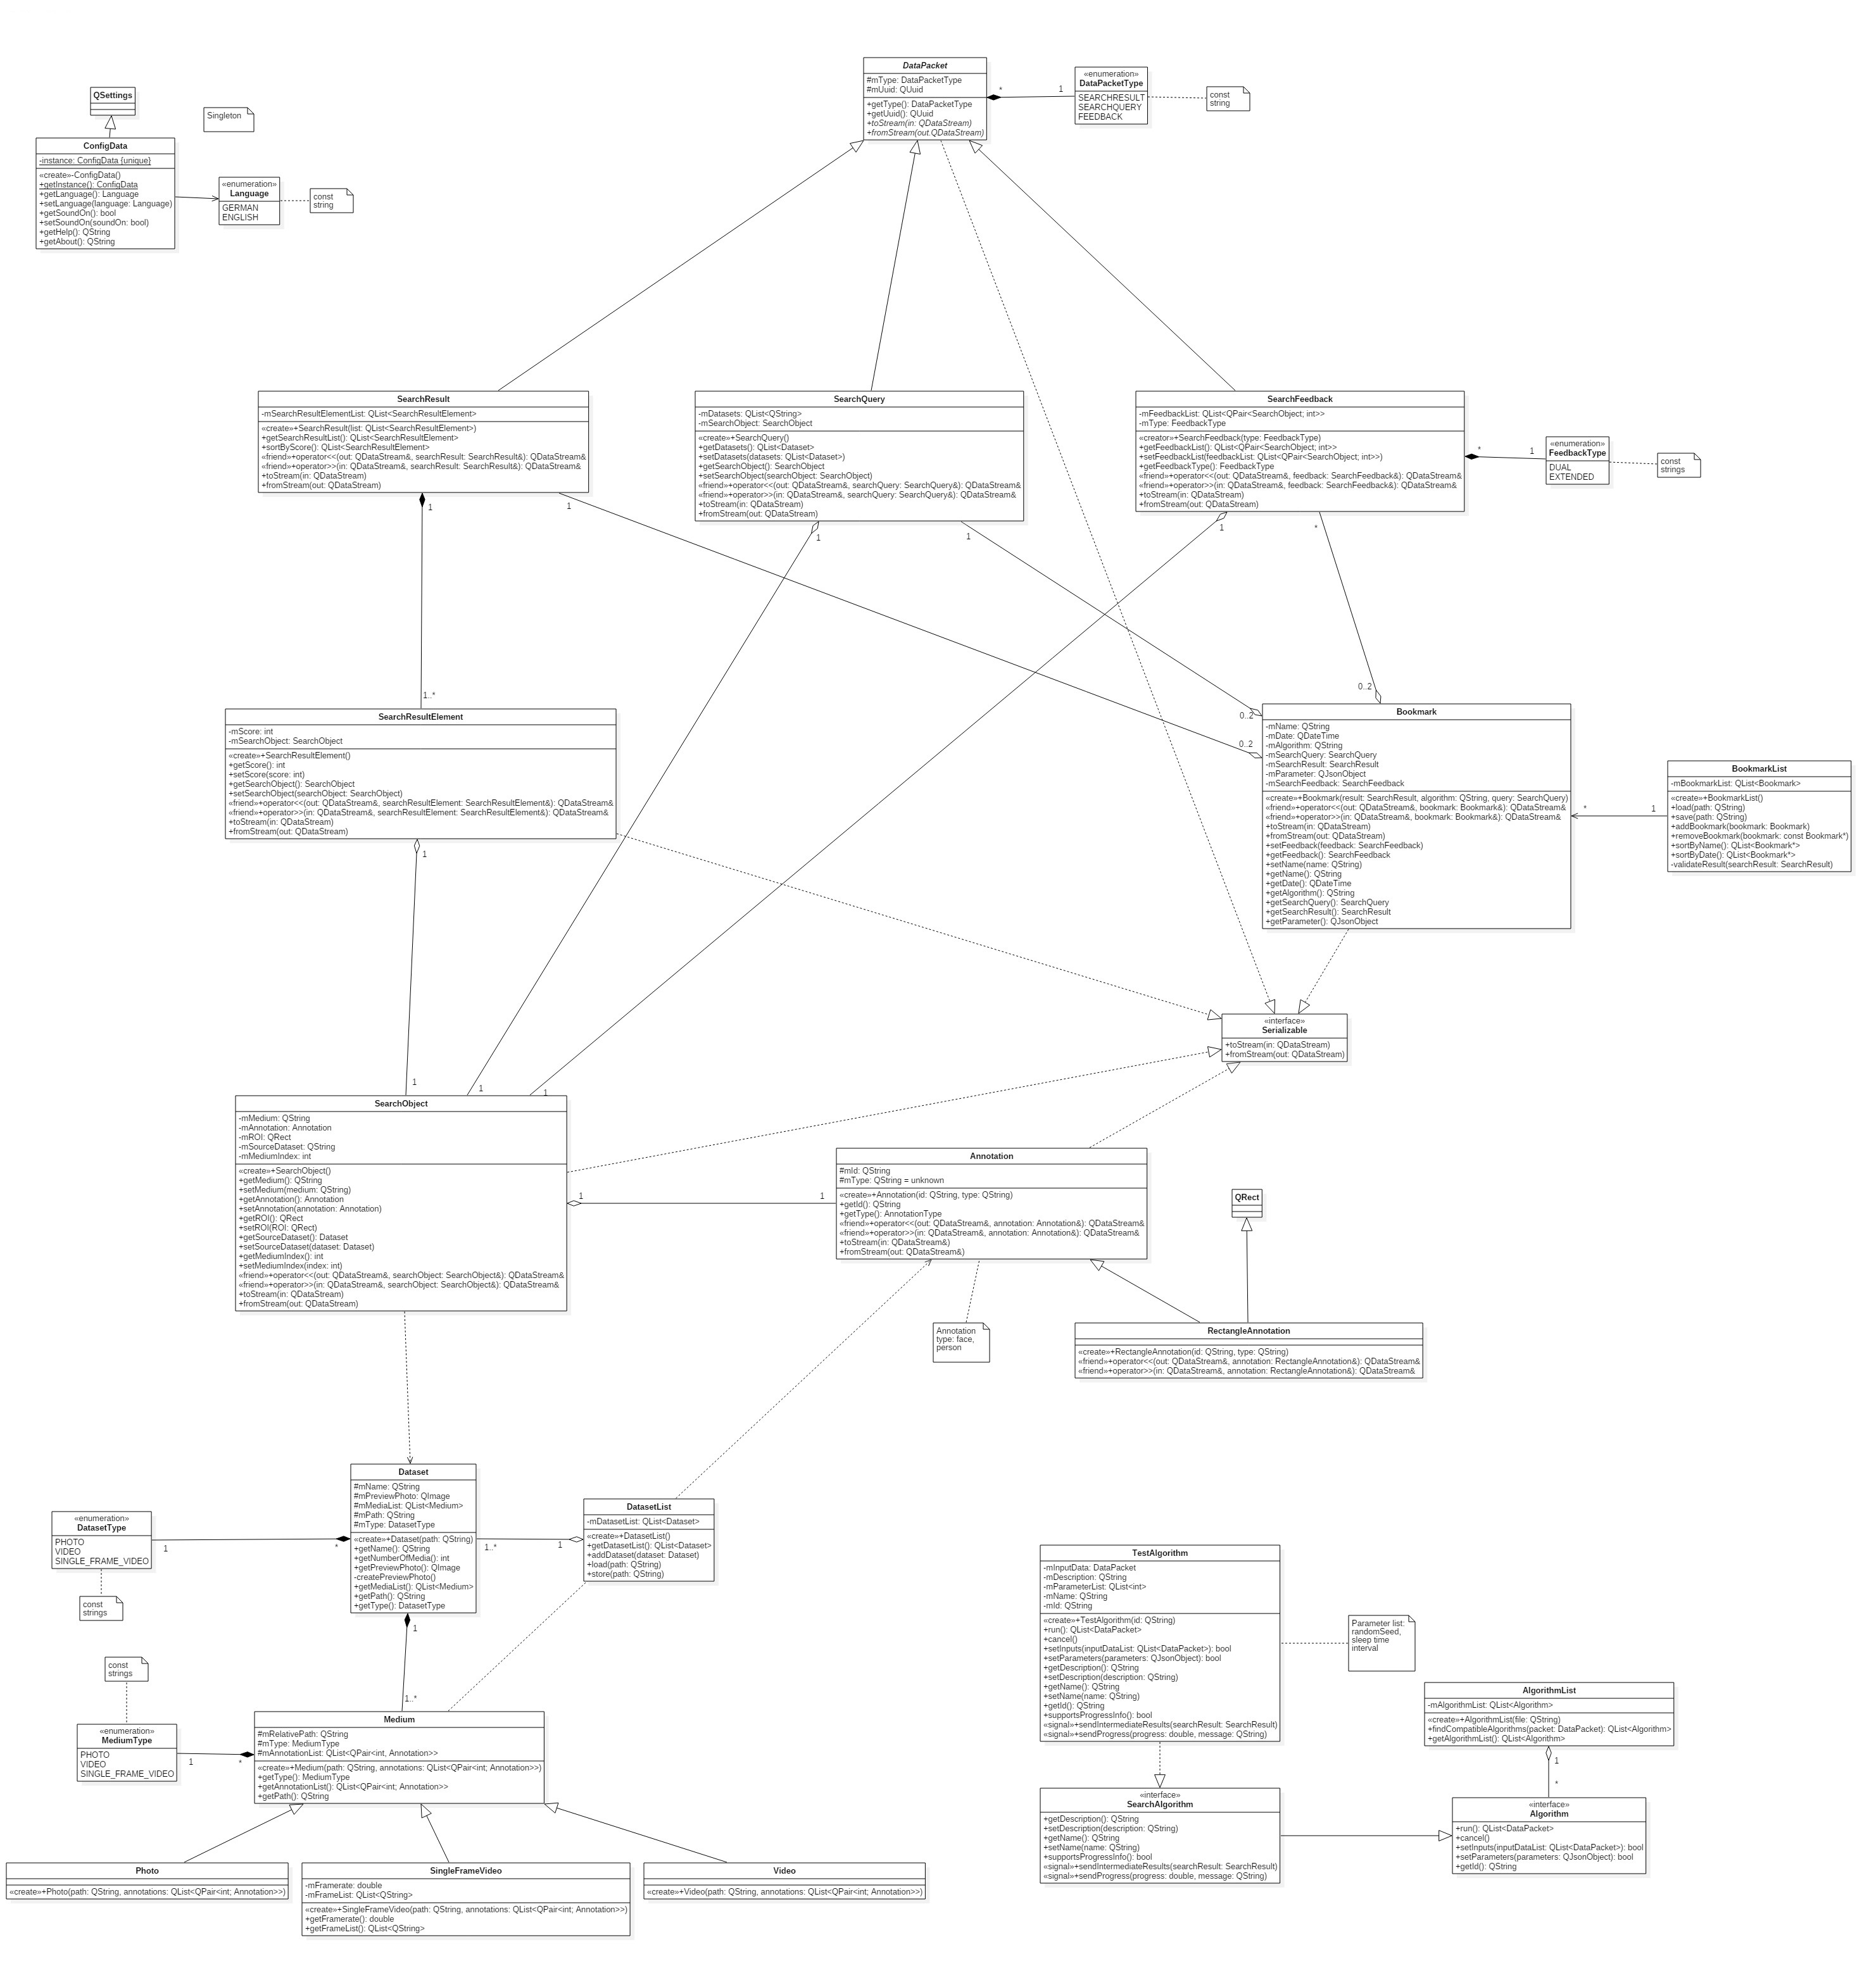 DataPacket
#mType: DataPacketType
#mUuid: QUuid
+getType(): DataPacketType
+getUuid(): QUuid
+toStream(in: QDataStream)
+fromStream(out.QDataStream)
*
1
«enumeration»
DataPacketType
SEARCHRESULT
SEARCHQUERY
FEEDBACK
const
string
QSettings
Singleton
ConfigData
-instance: ConfigData {unique}
«create»-ConfigData()
+getInstance(): ConfigData
+getLanguage(): Language
+setLanguage(language: Language)
+getSoundOn(): bool
+setSoundOn(soundOn: bool)
+getHelp(): QString
+getAbout(): QString
«enumeration»
Language
GERMAN
ENGLISH
const
string
SearchResult
-mSearchResultElementList: QList<SearchResultElement>
«create»+SearchResult(list: QList<SearchResultElement>)
+getSearchResultList(): QList<SearchResultElement>
+sortByScore(): QList<SearchResultElement>
«friend»+operator<<(out: QDataStream&, searchResult: SearchResult&): QDataStream&
«friend»+operator>>(in: QDataStream&, searchResult: SearchResult&): QDataStream&
+toStream(in: QDataStream)
+fromStream(out: QDataStream)
1
1
SearchQuery
-mDatasets: QList<QString>
-mSearchObject: SearchObject
«create»+SearchQuery()
+getDatasets(): QList<Dataset>
+setDatasets(datasets: QList<Dataset>)
+getSearchObject(): SearchObject
+setSearchObject(searchObject: SearchObject)
«friend»+operator<<(out: QDataStream&, searchQuery: SearchQuery&): QDataStream&
«friend»+operator>>(in: QDataStream&, searchQuery: SearchQuery&): QDataStream&
+toStream(in: QDataStream)
+fromStream(out: QDataStream)
1
1
SearchFeedback
-mFeedbackList: QList<QPair<SearchObject; int>>
-mType: FeedbackType
«creator»+SearchFeedback(type: FeedbackType)
+getFeedbackList(): QList<QPair<SearchObject; int>>
+setFeedbackList(feedbackList: QList<QPair<SearchObject; int>>)
+getFeedbackType(): FeedbackType
«friend»+operator<<(out: QDataStream&, feedback: SearchFeedback&): QDataStream&
«friend»+operator>>(in: QDataStream&, feedback: SearchFeedback&): QDataStream&
+toStream(in: QDataStream)
+fromStream(out: QDataStream)
1
*
*
1
«enumeration»
FeedbackType
DUAL
EXTENDED
const
strings
1..*
SearchResultElement
-mScore: int
-mSearchObject: SearchObject
«create»+SearchResultElement()
+getScore(): int
+setScore(score: int)
+getSearchObject(): SearchObject
+setSearchObject(searchObject: SearchObject)
«friend»+operator<<(out: QDataStream&, searchResultElement: SearchResultElement&): QDataStream&
«friend»+operator>>(in: QDataStream&, searchResultElement: SearchResultElement&): QDataStream&
+toStream(in: QDataStream)
+fromStream(out: QDataStream)
1
0..2
0..2
0..2
Bookmark
-mName: QString
-mDate: QDateTime
-mAlgorithm: QString
-mSearchQuery: SearchQuery
-mSearchResult: SearchResult
-mParameter: QJsonObject
-mSearchFeedback: SearchFeedback
«create»+Bookmark(result: SearchResult, algorithm: QString, query: SearchQuery)
«friend»+operator<<(out: QDataStream&, bookmark: Bookmark&): QDataStream&
«friend»+operator>>(in: QDataStream&, bookmark: Bookmark&): QDataStream&
+toStream(in: QDataStream)
+fromStream(out: QDataStream)
+setFeedback(feedback: SearchFeedback)
+getFeedback(): SearchFeedback
+setName(name: QString)
+getName(): QString
+getDate(): QDateTime
+getAlgorithm(): QString
+getSearchQuery(): SearchQuery
+getSearchResult(): SearchResult
+getParameter(): QJsonObject
*
1
BookmarkList
-mBookmarkList: QList<Bookmark>
«create»+BookmarkList()
+load(path: QString)
+save(path: QString)
+addBookmark(bookmark: Bookmark)
+removeBookmark(bookmark: const Bookmark*)
+sortByName(): QList<Bookmark*>
+sortByDate(): QList<Bookmark*>
-validateResult(searchResult: SearchResult)
«interface»
Serializable
+toStream(in: QDataStream)
+fromStream(out: QDataStream)
1
1
1
SearchObject
-mMedium: QString
-mAnnotation: Annotation
-mROI: QRect
-mSourceDataset: QString
-mMediumIndex: int
«create»+SearchObject()
+getMedium(): QString
+setMedium(medium: QString)
+getAnnotation(): Annotation
+setAnnotation(annotation: Annotation)
+getROI(): QRect
+setROI(ROI: QRect)
+getSourceDataset(): Dataset
+setSourceDataset(dataset: Dataset)
+getMediumIndex(): int
+setMediumIndex(index: int)
«friend»+operator<<(out: QDataStream&, searchObject: SearchObject&): QDataStream&
«friend»+operator>>(in: QDataStream&, searchObject: SearchObject&): QDataStream&
+toStream(in: QDataStream)
+fromStream(out: QDataStream)
1
1
Annotation
#mId: QString
#mType: QString = unknown
«create»+Annotation(id: QString, type: QString)
+getId(): QString
+getType(): AnnotationType
«friend»+operator<<(out: QDataStream&, annotation: Annotation&): QDataStream&
«friend»+operator>>(in: QDataStream&, annotation: Annotation&): QDataStream&
+toStream(in: QDataStream&)
+fromStream(out: QDataStream&)
QRect
Annotation
type: face,
person
RectangleAnnotation
«create»+RectangleAnnotation(id: QString, type: QString)
«friend»+operator<<(out: QDataStream&, annotation: RectangleAnnotation&): QDataStream&
«friend»+operator>>(in: QDataStream&, annotation: RectangleAnnotation&): QDataStream&
Dataset
#mName: QString
#mPreviewPhoto: QImage
#mMediaList: QList<Medium>
#mPath: QString
#mType: DatasetType
«create»+Dataset(path: QString)
+getName(): QString
+getNumberOfMedia(): int
+getPreviewPhoto(): QImage
-createPreviewPhoto()
+getMediaList(): QList<Medium>
+getPath(): QString
+getType(): DatasetType
«enumeration»
DatasetType
PHOTO
VIDEO
SINGLE_FRAME_VIDEO
1
*
const
strings
1..*
1
DatasetList
-mDatasetList: QList<Dataset>
«create»+DatasetList()
+getDatasetList(): QList<Dataset>
+addDataset(dataset: Dataset)
+load(path: QString)
+store(path: QString)
1
1..*
const
strings
«enumeration»
MediumType
PHOTO
VIDEO
SINGLE_FRAME_VIDEO
1
*
Medium
#mRelativePath: QString
#mType: MediumType
#mAnnotationList: QList<QPair<int, Annotation>>
«create»+Medium(path: QString, annotations: QList<QPair<int; Annotation>>)
+getType(): MediumType
+getAnnotationList(): QList<QPair<int; Annotation>>
+getPath(): QString
Photo
«create»+Photo(path: QString, annotations: QList<QPair<int; Annotation>>)
SingleFrameVideo
-mFramerate: double
-mFrameList: QList<QString>
«create»+SingleFrameVideo(path: QString, annotations: QList<QPair<int; Annotation>>)
+getFramerate(): double
+getFrameList(): QList<QString>
Video
«create»+Video(path: QString, annotations: QList<QPair<int; Annotation>>)
TestAlgorithm
-mInputData: DataPacket
-mDescription: QString
-mParameterList: QList<int>
-mName: QString
-mId: QString
«create»+TestAlgorithm(id: QString)
+run(): QList<DataPacket>
+cancel()
+setInputs(inputDataList: QList<DataPacket>): bool
+setParameters(parameters: QJsonObject): bool
+getDescription(): QString
+setDescription(description: QString)
+getName(): QString
+setName(name: QString)
+getId(): QString
+supportsProgressInfo(): bool
«signal»+sendIntermediateResults(searchResult: SearchResult)
«signal»+sendProgress(progress: double, message: QString)
Parameter list:
randomSeed,
sleep time
interval
AlgorithmList
-mAlgorithmList: QList<Algorithm>
«create»+AlgorithmList(file: QString)
+findCompatibleAlgorithms(packet: DataPacket): QList<Algorithm>
+getAlgorithmList(): QList<Algorithm>
1
*
«interface»
SearchAlgorithm
+getDescription(): QString
+setDescription(description: QString)
+getName(): QString
+setName(name: QString)
+supportsProgressInfo(): bool
«signal»+sendIntermediateResults(searchResult: SearchResult)
«signal»+sendProgress(progress: double, message: QString)
«interface»
Algorithm
+run(): QList<DataPacket>
+cancel()
+setInputs(inputDataList: QList<DataPacket>): bool
+setParameters(parameters: QJsonObject): bool
+getId(): QString